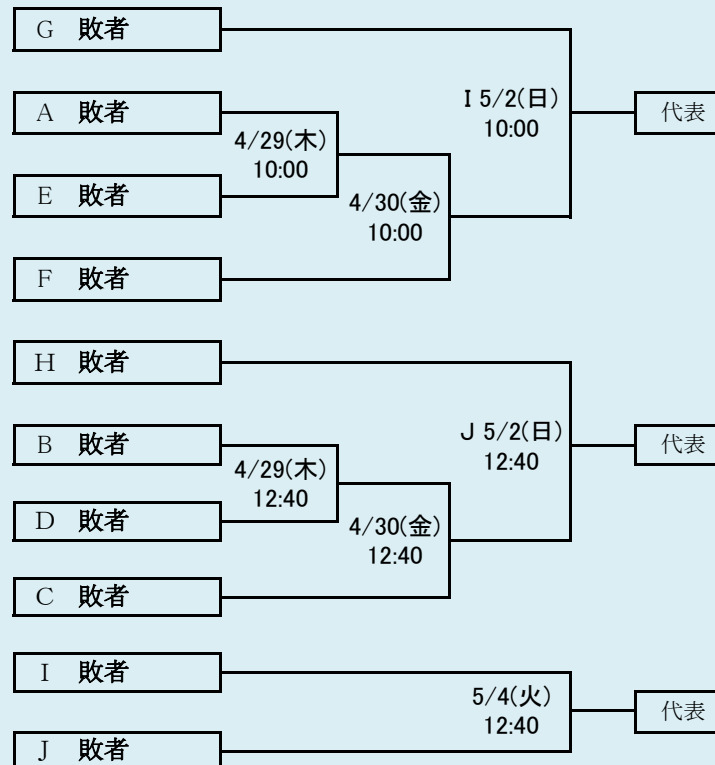 G 敗者
I 5/2(日)
10:00
代表
A 敗者
4/29(木)
10:00
E 敗者
4/30(金)
10:00
F 敗者
H 敗者
J 5/2(日)
12:40
代表
B 敗者
4/29(木)
12:40
D 敗者
4/30(金)
12:40
C 敗者
I 敗者
5/4(火)
12:40
代表
J 敗者